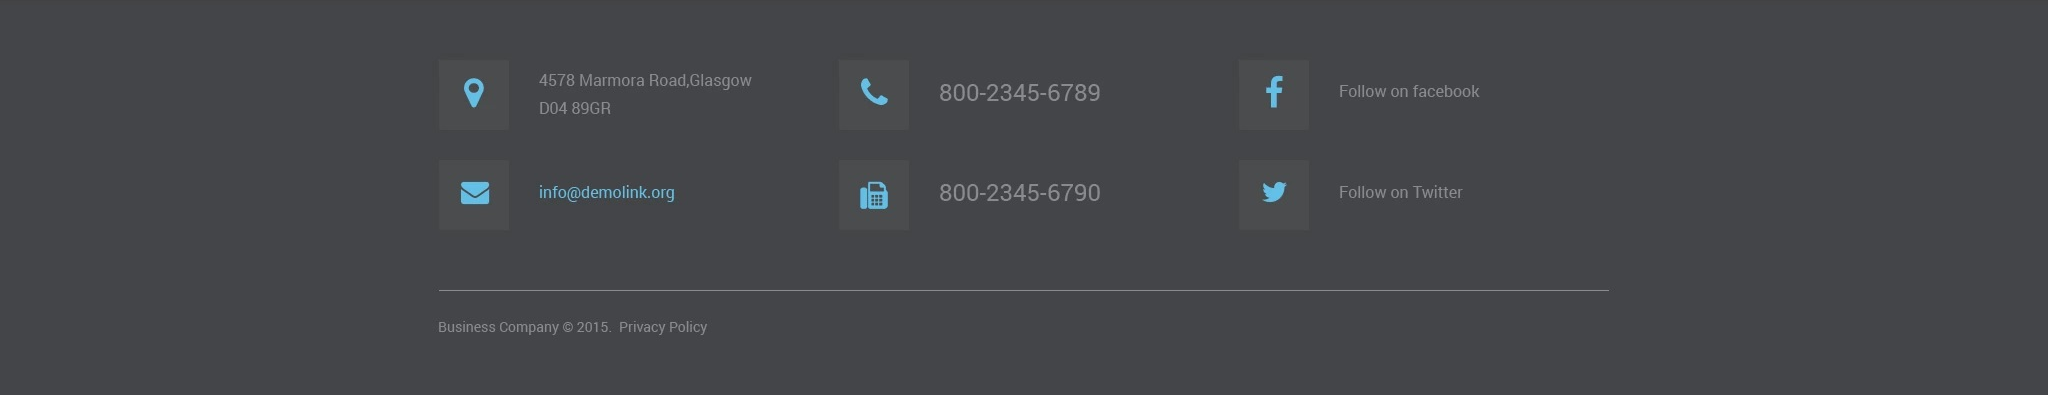 4578 Marmora Road,Glasgow
D04 89GR
800-2345-6789
Follow on facebook
info@demolink.org
800-2345-6790
Follow on Twitter
Business Company © 2015. Privacy Policy